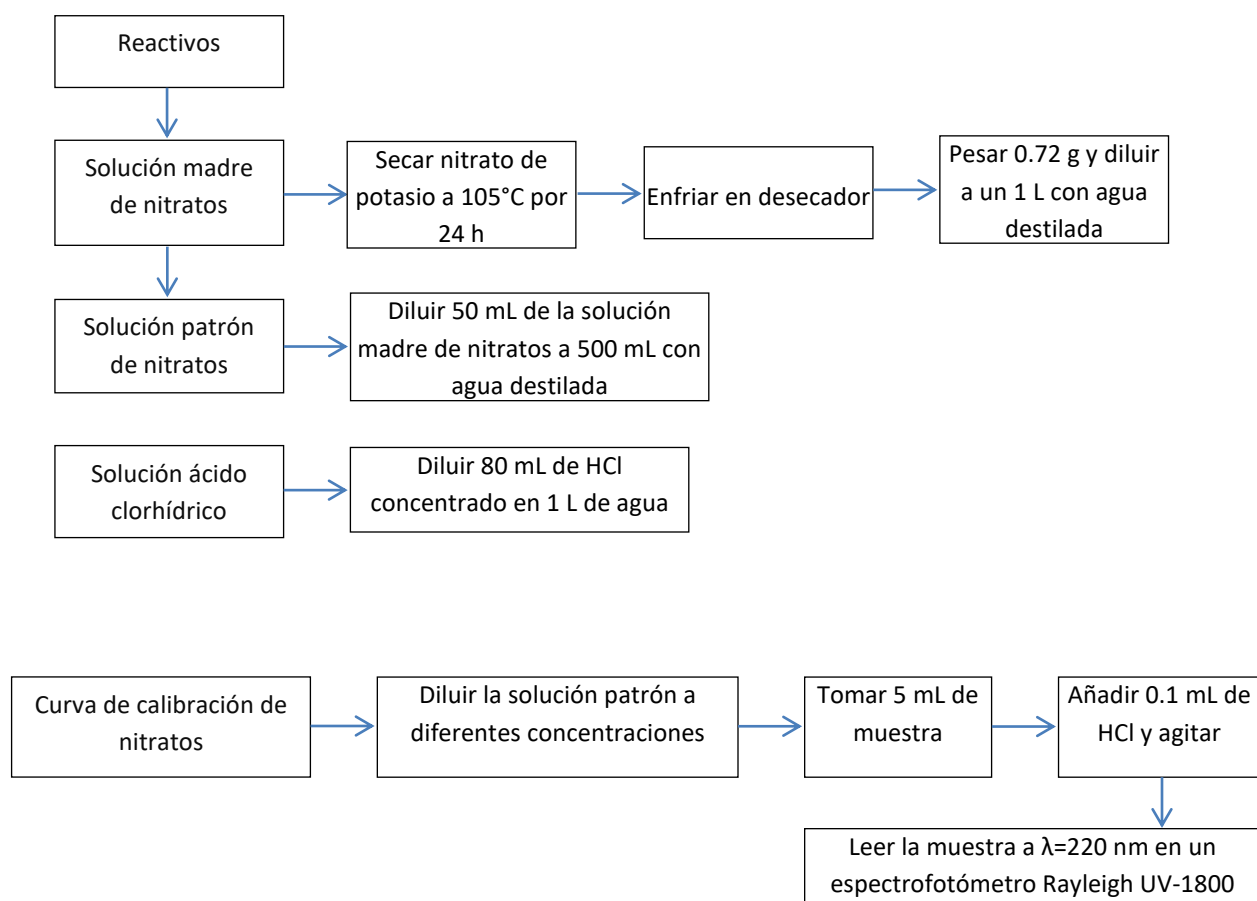 Reactivos
Solución madre
de nitratos
Secar nitrato de
potasio a 105°C por
24 h
Enfriar en desecador
Pesar 0.72 g y diluir
a un 1 L con agua
destilada
Solución patrón
de nitratos
Diluir 50 mL de la solución
madre de nitratos a 500 mL con
agua destilada
Solución ácido
clorhídrico
Diluir 80 mL de HCl
concentrado en 1 L de agua
Curva de calibración de
nitratos
Diluir la solución patrón a
diferentes concentraciones
Tomar 5 mL de
muestra
Añadir 0.1 mL de
HCl y agitar
Leer la muestra a λ=220 nm en un
espectrofotómetro Rayleigh UV-1800